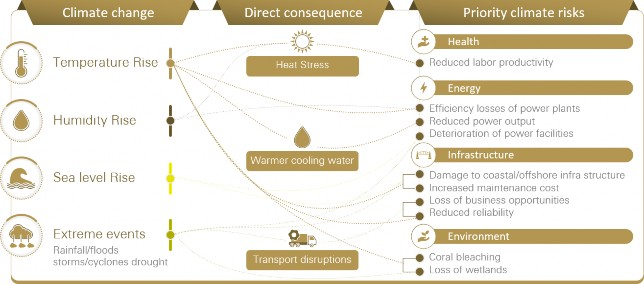 Climate change
Direct consequence
Priority climate risks
Temperature Rise
Humidity Rise
Sea level Rise
Extreme events
Rainfall/floods
storms/cyclones drought
Heat Stress
Warmer cooling water
Transport disruptions
Health
Reduced labor productivity
Energy
Efficiency losses of power plants
Reduced power output
Deterioration of power facilities
Infrastructure
Damage to coastal/offshore infra structure
Increased maintenance cost
Loss of business opportunities
Reduced reliability
Environment
Coral bleaching
Loss of wetlands